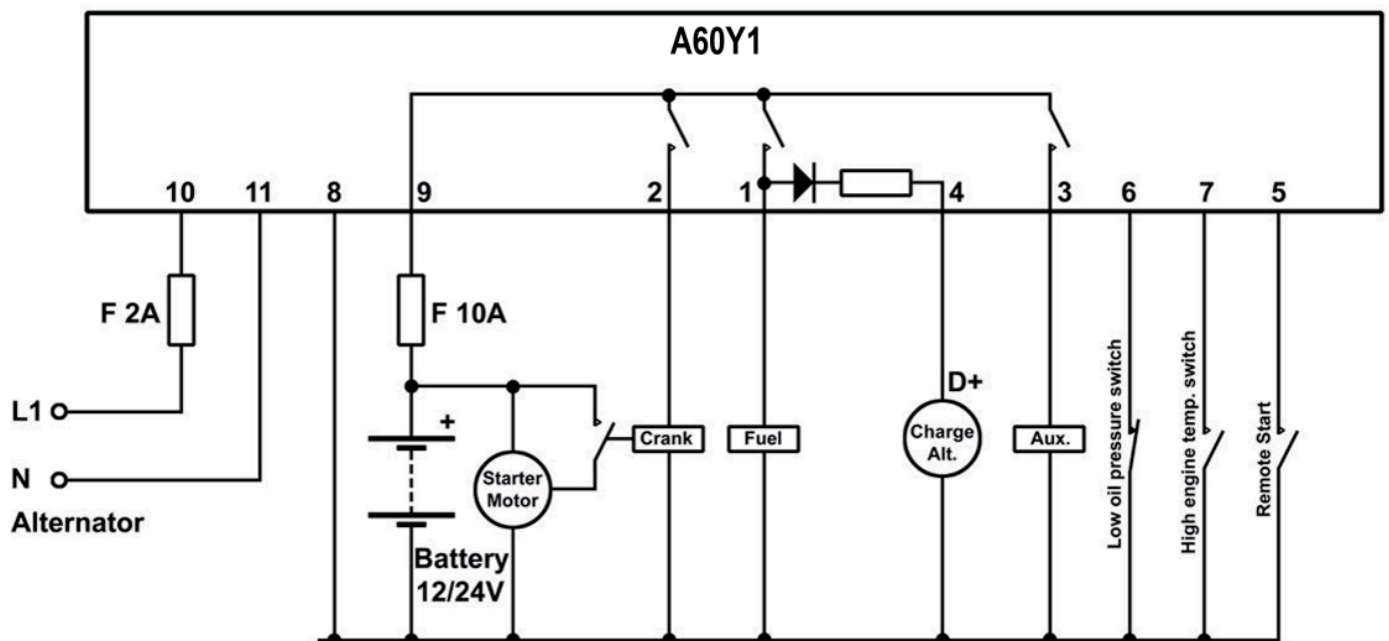 A60Y1
10 11 8 9 2 1 4 3 6 7 5
F 2A
F 10A
L1
N
Alternator
+
Battery
12/24V
Starter
Motor
Crank
Fuel
D+
Charge
Alt.
Aux.
Low oil pressure switch
High engine temp. switch
Remote Start